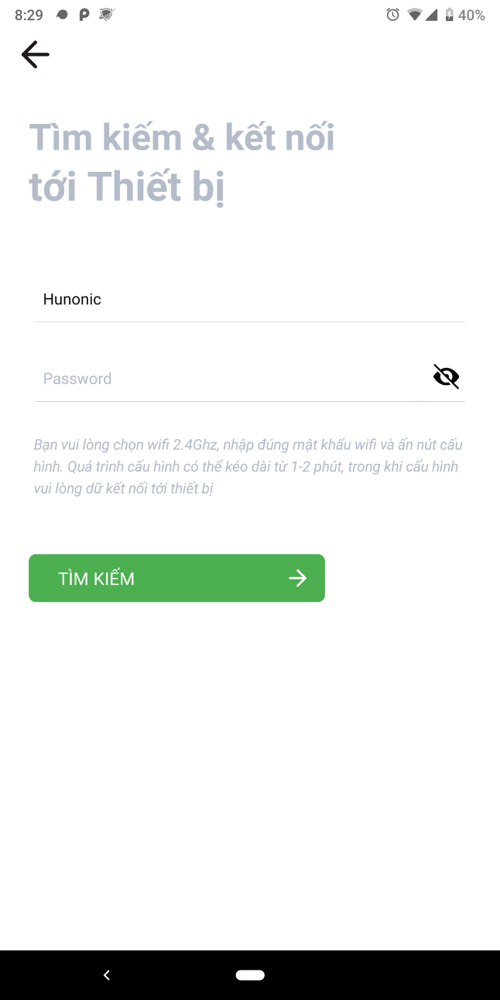 8:29
40%
Tìm kiếm & kết nối
tới Thiết bị
Hunonic
Password
Bạn vui lòng chọn wifi 2.4Ghz, nhập đúng mật khẩu wifi và ấn nút cấu
hình. Quá trình cấu hình có thể kéo dài từ 1-2 phút, trong khi cấu hình
vui lòng dữ kết nối tới thiết bị
TÌM KIẾM